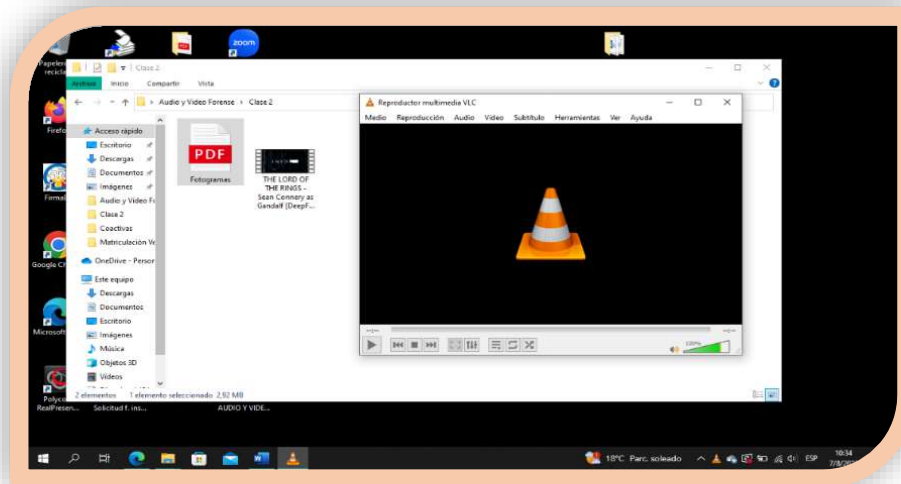 zoom
Papelera
recicla
Clase 2
Archivo Inicio Compartir Vista
Audio y Video Forense > Clase 2
Reproductor multimedia VLC
Medio Reproducción Audio Video Subtítulo Herramientas Ver Ayuda
Firefo
Acceso rápido
Escritorio
Descargas
Documentos
Imágenes
Audio y Video Fo
Clase 2
Coactivas
Matriculación Ve
OneDrive - Person
Este equipo
Descargas
Documentos
Escritorio
Imágenes
Música
Objetos 3D
Vídeos
PDF
Fotogramas
THE LORD OF
THE RINGS -
Sean Connery as
Gandalf [DeepF...
Firmal
Google Ch
Microsoft
100%
2 elementos 1 elemento seleccionado 2,92 MB
Polyco
RealPresen...
Solicitud f. ins...
AUDIO Y VIDE...
18°C Parc. soleado
ESP
10:34